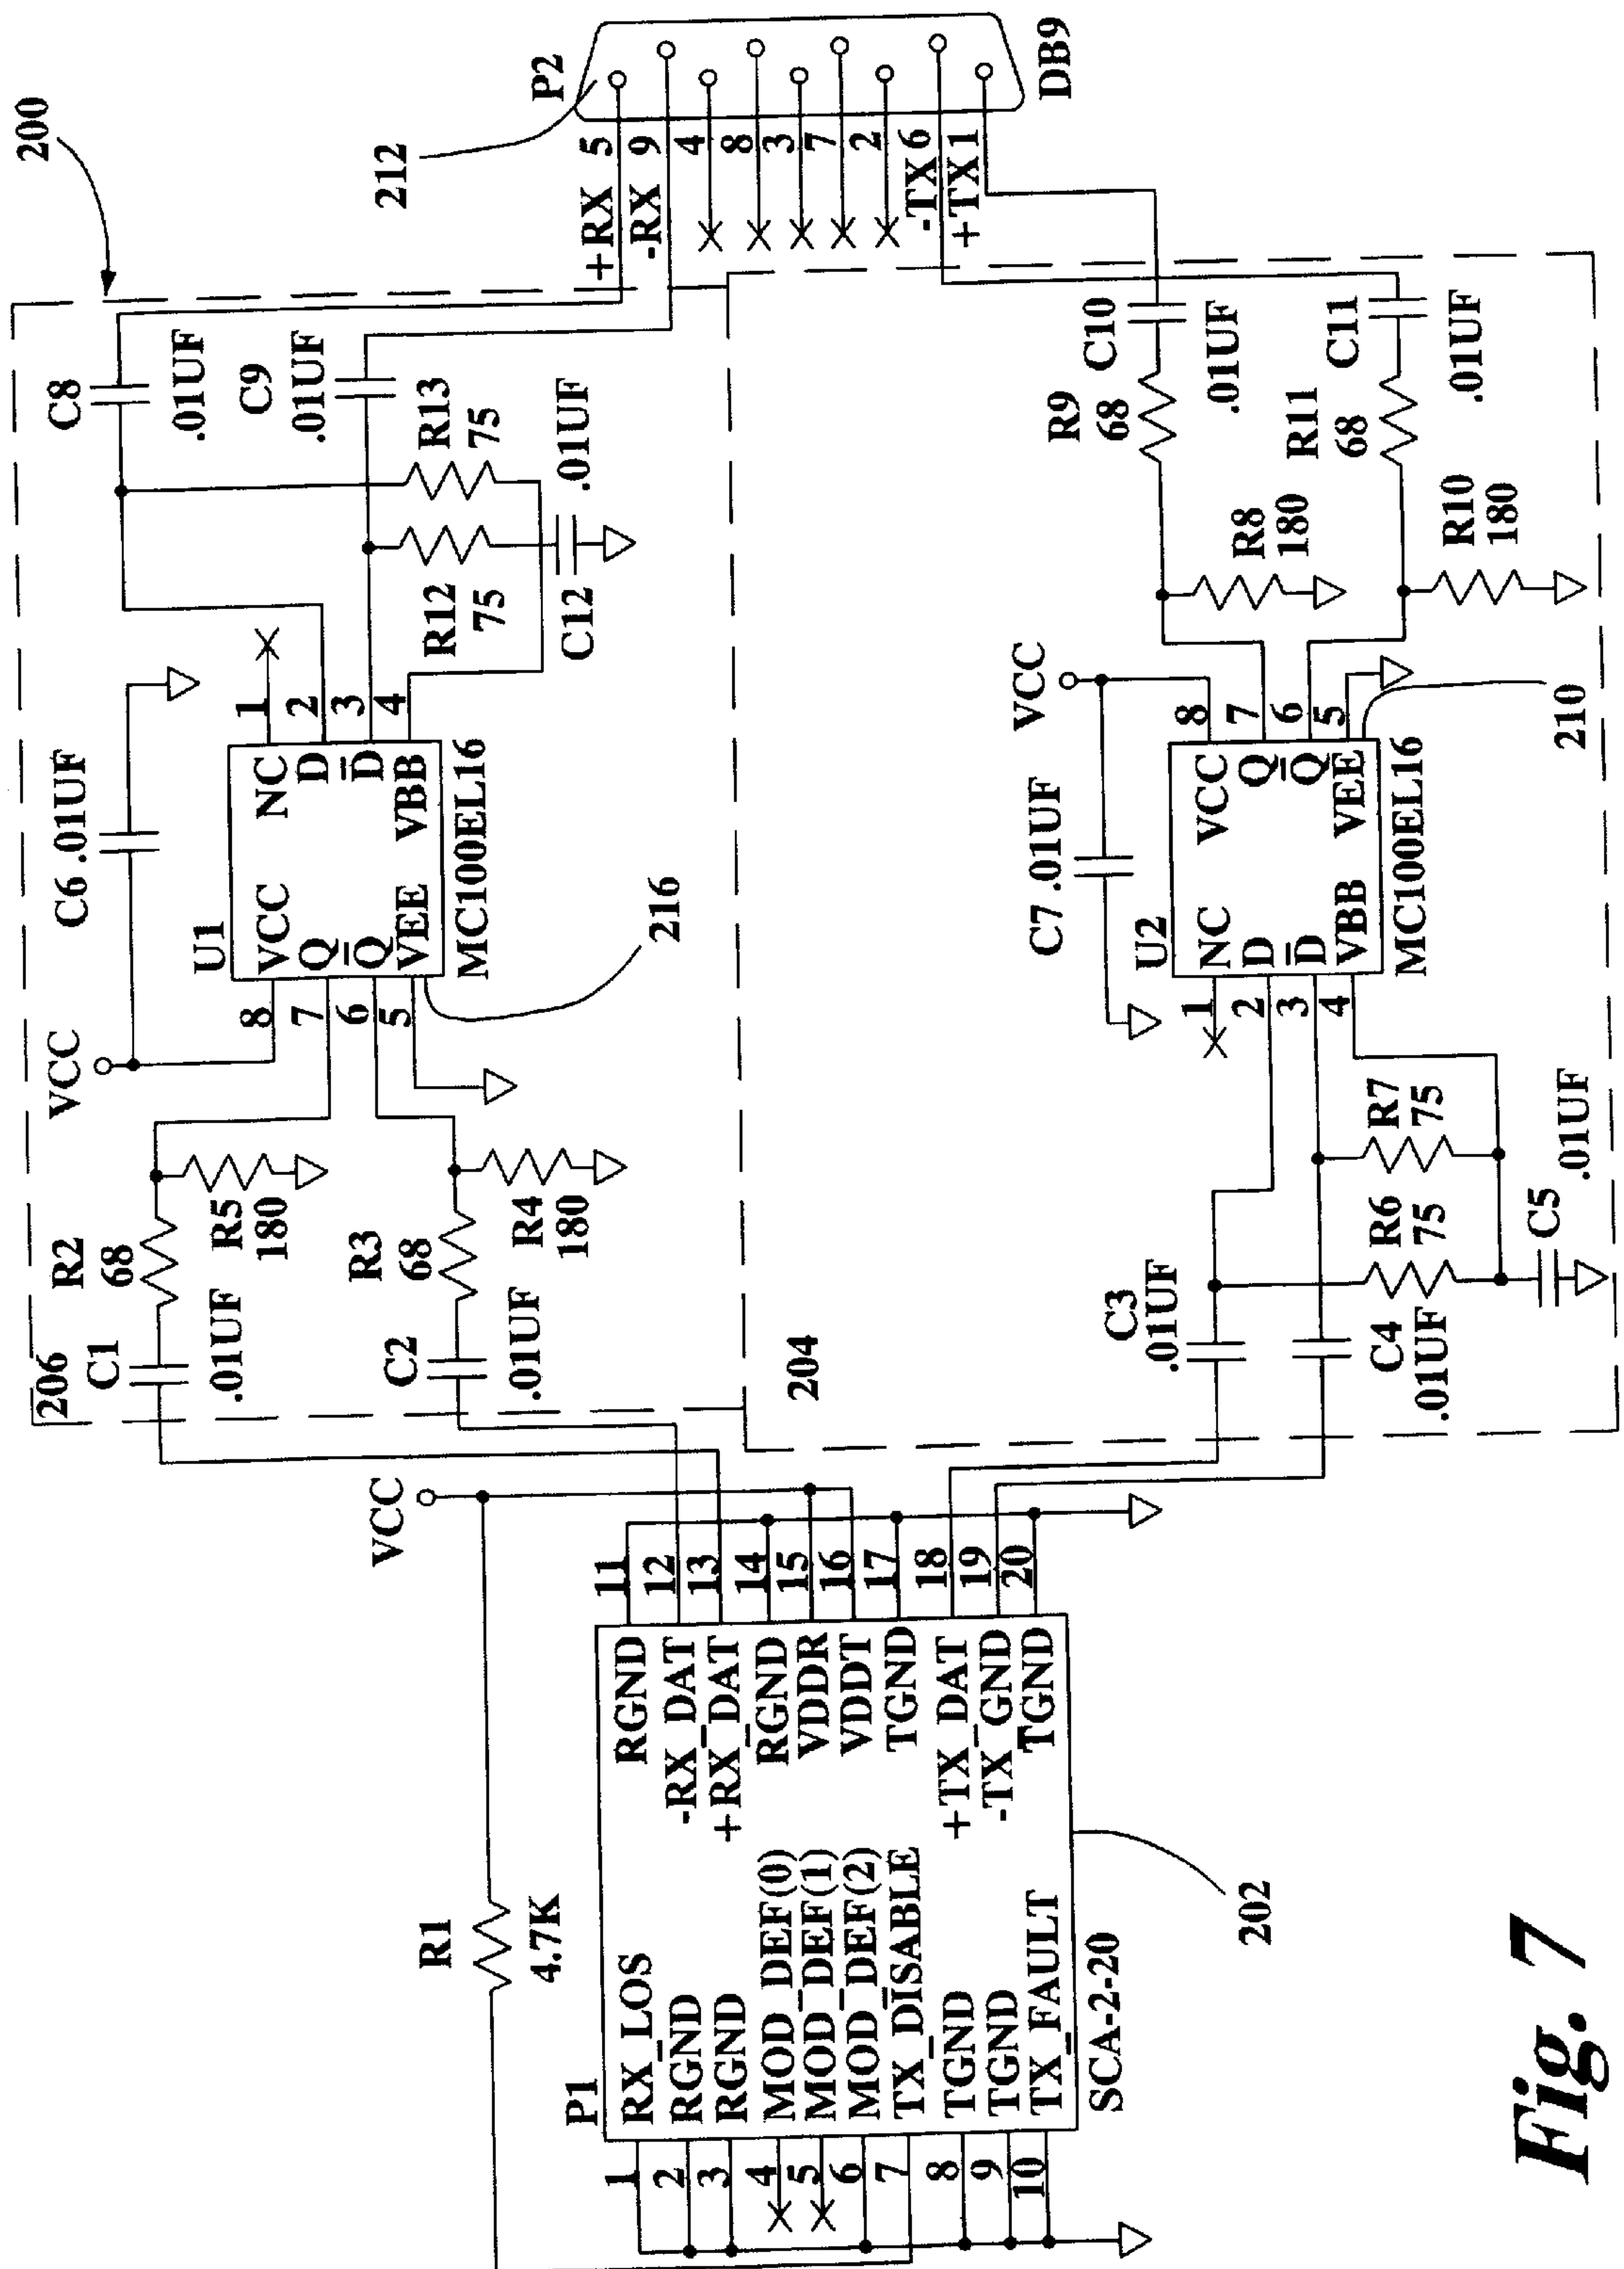 200
P2
212
+RX 5
-RX 9
4
8
3
7
2
-TX 6
+TX 1
DB9
206
C1
.01UF
R2
68
R5
180
C2
.01UF
R3
68
R4
180
VCC
C6 .01UF
U1
8
7
6
5
VCC
Q
Q
VEE
NC
D
D
VBB
1
2
3
4
MC100EL16
216
C8
.01UF
C9
.01UF
R13
75
R12
75
C12
.01UF
204
C3
.01UF
C4
.01UF
R6
75
R7
75
C5
.01UF
VCC
C7 .01UF
U2
1
2
3
4
NC
D
D
VBB
VCC
Q
Q
VEE
8
7
6
5
MC100EL16
210
R8
180
R9
68
C10
.01UF
R10
180
R11
68
C11
.01UF
VCC
R1
4.7K
P1
1
2
3
4
5
6
7
8
9
10
RX_LOS
RGND
RGND
MOD_DEF(0)
MOD_DEF(1)
MOD_DEF(2)
TX_DISABLE
TGND
TGND
TX_FAULT
RGND
-RX_DAT
+RX_DAT
RGND
VDDR
VDDT
TGND
+TX_DAT
-TX_GND
TGND
11
12
13
14
15
16
17
18
19
20
SCA-2-20
202
Fig. 7